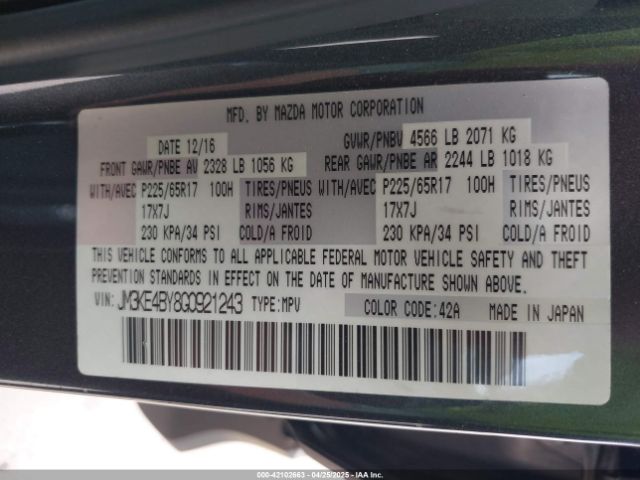 MFD. BY MAZDA MOTOR CORPORATION
DATE 12/16 GVWR/PNBV 4566 LB 2071 KG
FRONT GAWR/PNBE AV 2328 LB 1056 KG REAR GAWR/PNBE AR 2244 LB 1018 KG
WITH/AVEC P225/65R17 100H TIRES/PNEUS WITH/AVEC P225/65R17 100H TIRES/PNEUS
17X7J RIMS/JANTES 17X7J RIMS/JANTES
230 KPA/34 PSI COLD/A FROID 230 KPA/34 PSI COLD/A FROID
THIS VEHICLE CONFORMS TO ALL APPLICABLE FEDERAL MOTOR VEHICLE SAFETY AND THEFT
PREVENTION STANDARDS IN EFFECT ON THE DATE OF MANUFACTURE SHOWN ABOVE.
VIN: JM3KE4BY8G0921243 TYPE:MPV COLOR CODE:42A MADE IN JAPAN
000-42102663 - 04/25/2025 - IAAI, Inc.